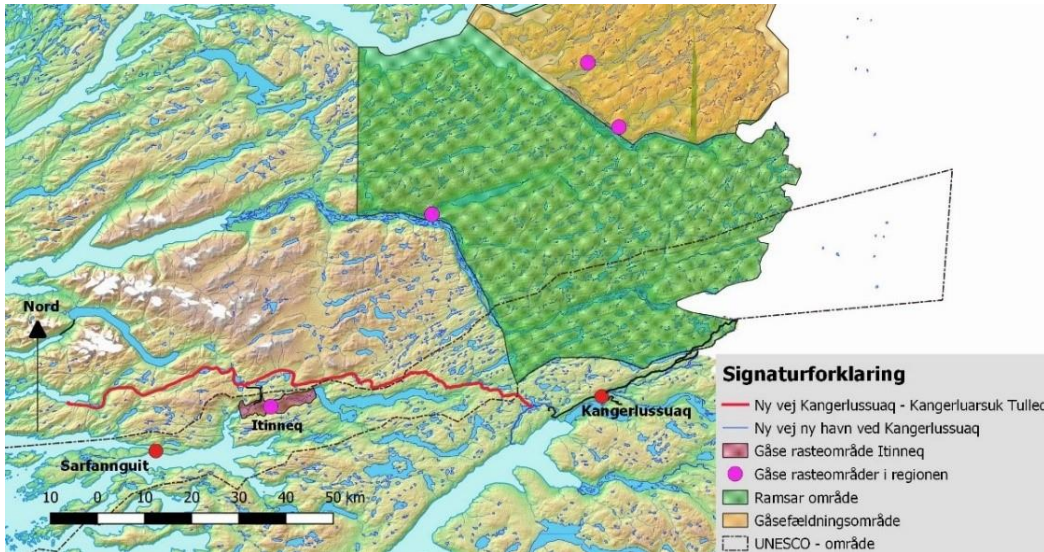 Nord
Itinneq
Sarfannguit
Kangerlussuaq
10 0 10 20 30 40 50 km
Signaturforklaring
Ny vej Kangerlussuaq - Kangerluarsuk Tulleq
Ny vej ny havn ved Kangerlussuaq
Gåse rasteområde Itinneq
Gåse rasteområder i regionen
Ramsar område
Gåsefældningsområde
UNESCO - område